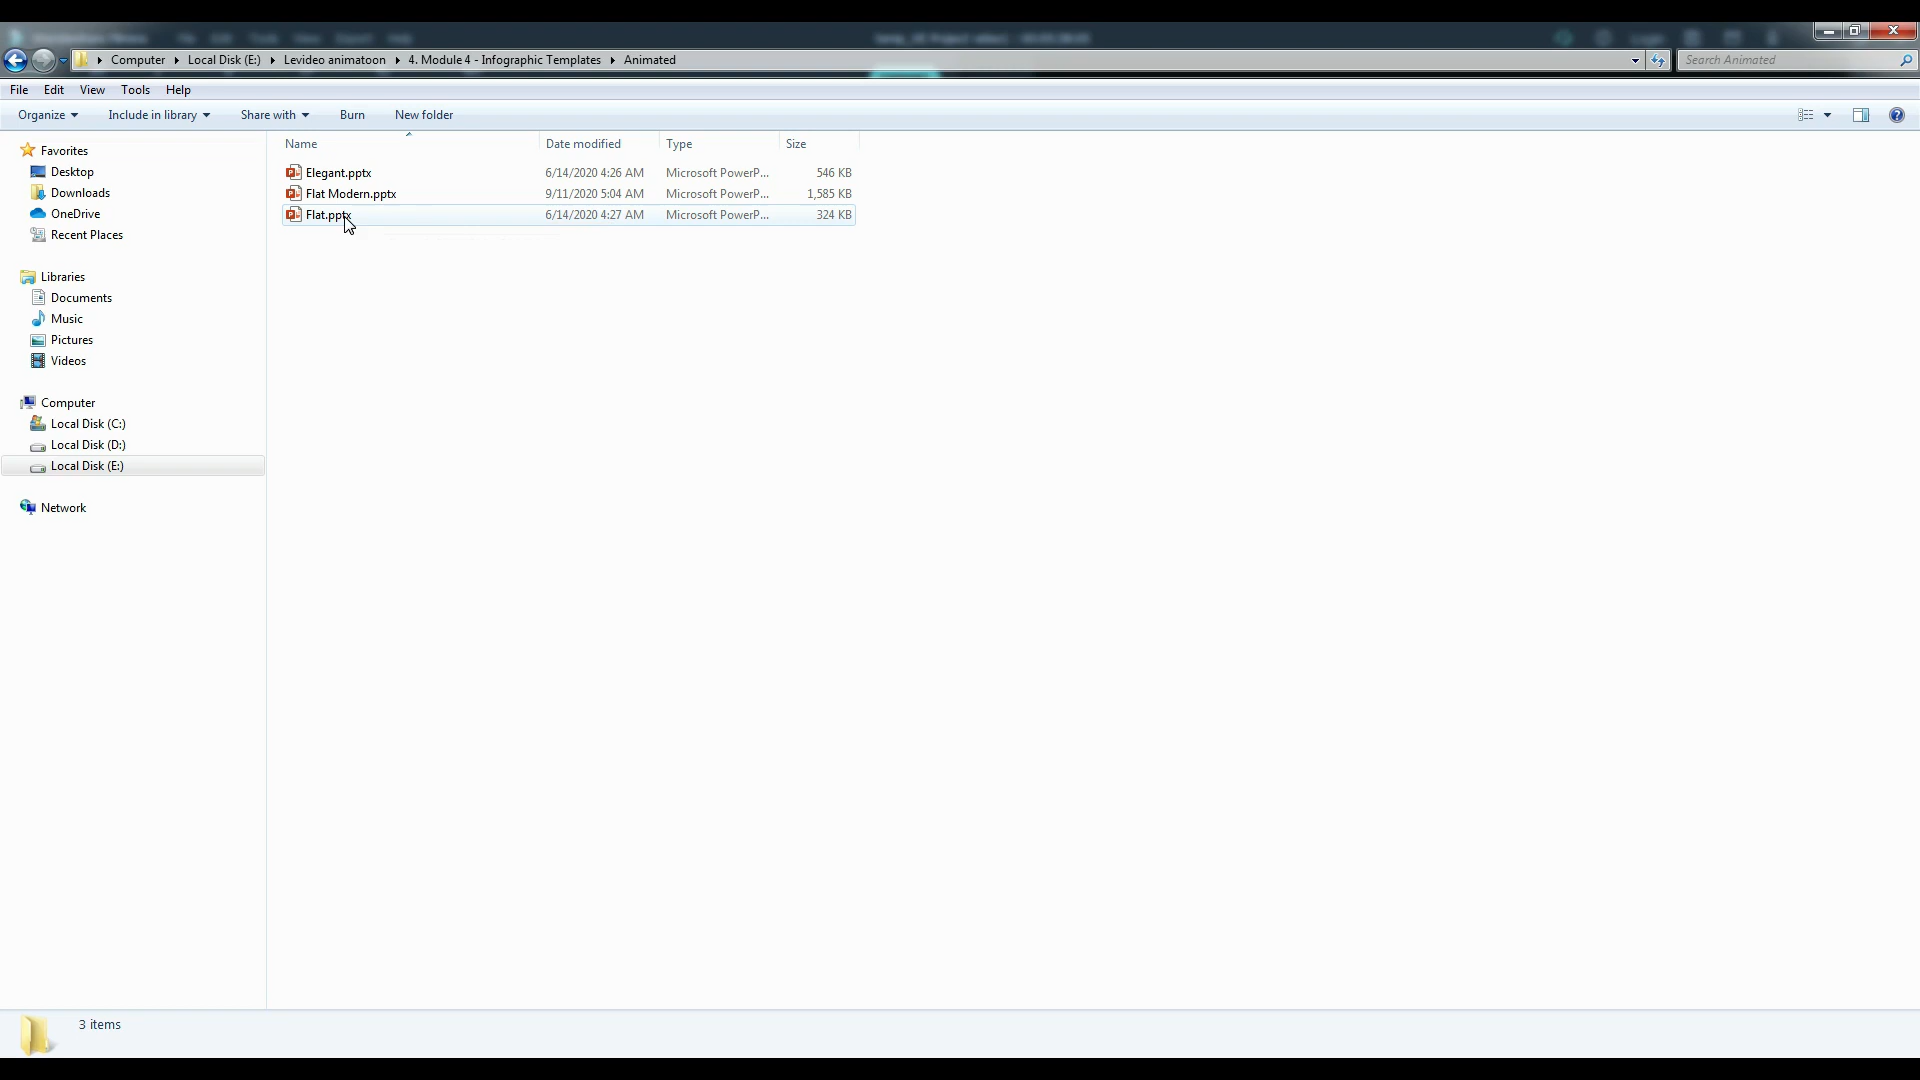 Computer Local Disk (E:) Levideo animatoon 4. Module 4 - Infographic Templates Animated
Search Animated
File Edit View Tools Help
Organize Include in library Share with Burn New folder
Name Date modified Type Size
Elegant.pptx 6/14/2020 4:26 AM Microsoft PowerP... 546 KB
Flat Modern.pptx 9/11/2020 5:04 AM Microsoft PowerP... 1,585 KB
Flat.pptx 6/14/2020 4:27 AM Microsoft PowerP... 324 KB
Favorites
Desktop
Downloads
OneDrive
Recent Places
Libraries
Documents
Music
Pictures
Videos
Computer
Local Disk (C:)
Local Disk (D:)
Local Disk (E:)
Network
3 items